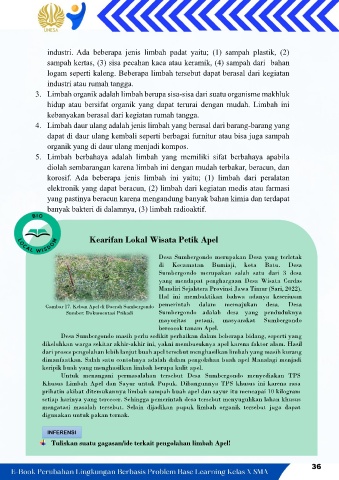 UNESA
industri. Ada beberapa jenis limbah padat yaitu; (1) sampah plastik, (2)
sampah kertas, (3) sisa pecahan kaca atau keramik, (4) sampah dari bahan
logam seperti kaleng. Beberapa limbah tersebut dapat berasal dari kegiatan
industri atau rumah tangga.
3. Limbah organik adalah limbah berupa sisa-sisa dari suatu organisme makhluk
hidup atau bersifat organik yang dapat terurai dengan mudah. Limbah ini
kebanyakan berasal dari kegiatan rumah tangga.
4. Limbah daur ulang adalah jenis limbah yang berasal dari barang-barang yang
dapat di daur ulang kembali seperti berbagai furnitur atau bisa juga sampah
organik yang di daur ulang menjadi kompos.
5. Limbah berbahaya adalah limbah yang memiliki sifat berbahaya apabila
diolah sembarangan karena limbah ini dengan mudah terbakar, beracun, dan
korosif. Ada beberapa jenis limbah ini yaitu; (1) limbah dari peralatan
elektronik yang dapat beracun, (2) limbah dari kegiatan medis atau farmasi
yang pastinya beracun karena mengandung banyak bahan kimia dan terdapat
banyak bakteri di dalamnya, (3) limbah radioaktif.
BIO
LOCAL WISDOM
Kearifan Lokal Wisata Petik Apel
Desa Sumbergondo merupakan Desa yang terletak
di Kecamatan Bumiaji, kota Batu. Desa
Sumbergondo merupakan salah satu dari 3 desa
yang mendapat penghargaan Desa Wisata Cerdas
Mandiri Sejahtera Provinsi Jawa Timur (Sari, 2022).
Hal ini membuktikan bahwa adanya keseriusan
pemerintah dalam memajukan desa. Desa
Sumbergondo adalah desa yang penduduknya
mayoritas petani, masyarakat Sumbergondo
bercocok tanam Apel.
Gambar 17. Kebun Apel di Daerah Sumbergondo
Sumber: Dokumentasi Pribadi
Desa Sumbergondo masih perlu sedikit perhatian dalam beberapa bidang, seperti yang
dikeluhkan warga sekitar akhir-akhir ini, yakni memburuknya apel karena faktor alam. Hasil
dari proses pengolahan lebih lanjut buah apel tersebut menghasilkan limbah yang masih kurang
dimanfaatkan. Salah satu contohnya adalah dalam pengolahan buah apel Manalagi menjadi
keripik buah yang menghasilkan limbah berupa kulit apel.
Untuk menangani permasalahan tersebut Desa Sumbergondo menyediakan TPS
Khusus Limbah Apel dan Sayur untuk Pupuk. Dibangunnya TPS khusus ini karena rasa
prihatin akibat ditemukannya limbah sampah buah apel dan sayur itu mencapai 10 kilogram
setiap harinya yang tercecer. Sehingga pemerintah desa tersebut menyuguhkan lahan khusus
mengatasi masalah tersebut. Selain dijadikan pupuk limbah organik tersebut juga dapat
digunakan untuk pakan ternak.
INFERENSI
Tuliskan suatu gagasan/ide terkait pengolahan limbah Apel!
36
E-Book Perubahan Lingkungan Berbasis Problem Base Learning Kelas X SMA